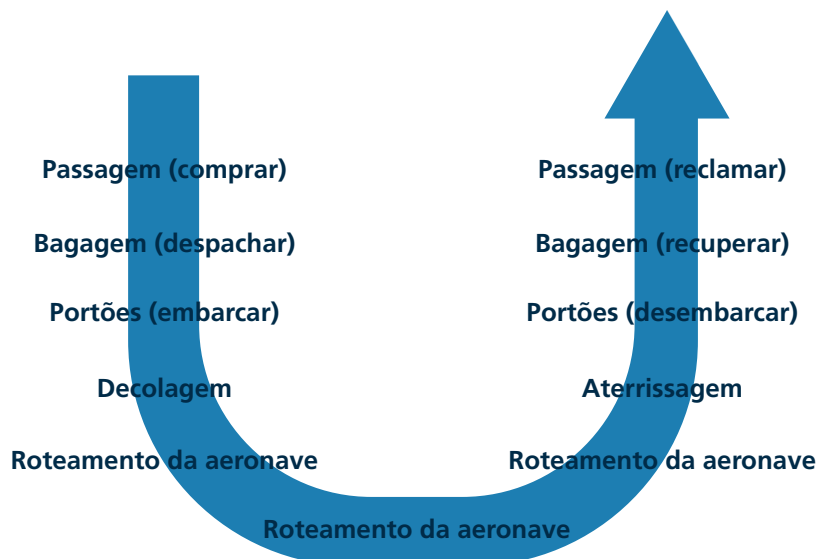 Passagem (comprar)
Passagem (reclamar)
Bagagem (despachar)
Bagagem (recuperar)
Portões (embarcar)
Portões (desembarcar)
Decolagem
Aterrissagem
Roteamento da aeronave
Roteamento da aeronave
Roteamento da aeronave